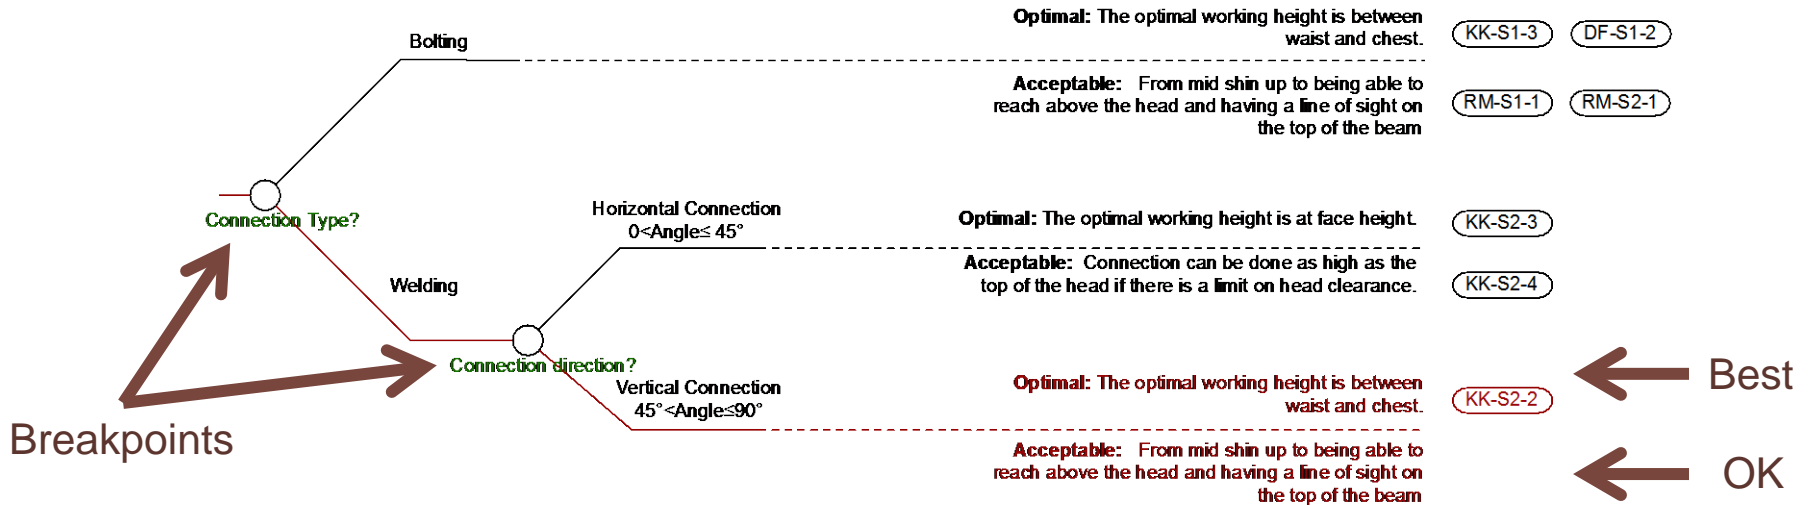 Bolting
Optimal: The optimal working height is between
waist and chest.
KK-S1-3 DF-S1-2
Acceptable: From mid shin up to being able to
reach above the head and having a line of sight on
the top of the beam
RM-S1-1 RM-S2-1
Connection Type?
Horizontal Connection
0<Angle≤ 45°
Optimal: The optimal working height is at face height.
KK-S2-3
Welding
Acceptable: Connection can be done as high as the
top of the head if there is a limit on head clearance.
KK-S2-4
Connection direction?
Vertical Connection
45°<Angle≤90°
Optimal: The optimal working height is between
waist and chest.
KK-S2-2
Best
Breakpoints
Acceptable: From mid shin up to being able to
reach above the head and having a line of sight on
the top of the beam
OK